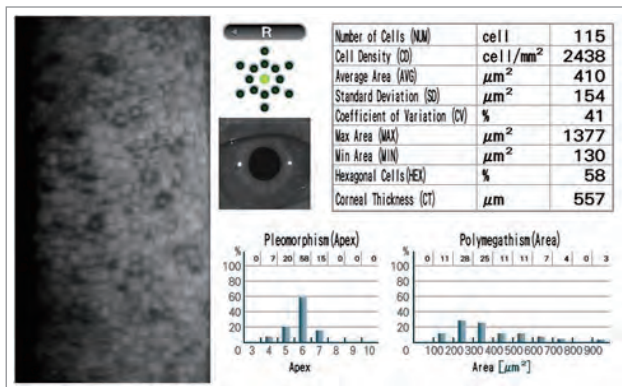 R
Number of Cells (NUM) cell 115
Cell Density (CD) cell/mm² 2438
Average Area (AVG) μm² 410
Standard Deviation (SD) μm² 154
Coefficient of Variation (CV) % 41
Max Area (MAX) μm² 1377
Min Area (MIN) μm² 130
Hexagonal Cells(HEX) % 58
Corneal Thickness (CT) μm 557
Pleomorphism(Apex)
% 0 7 20 58 15 0 0 0
100
80
60
40
20
0 3 4 5 6 7 8 9 10
Apex
Polymegathism(Area)
% 0 11 28 25 11 11 7 4 0 3
100
80
60
40
20
0 100 200 300 400 500 600 700 800 900
Area [μm²]